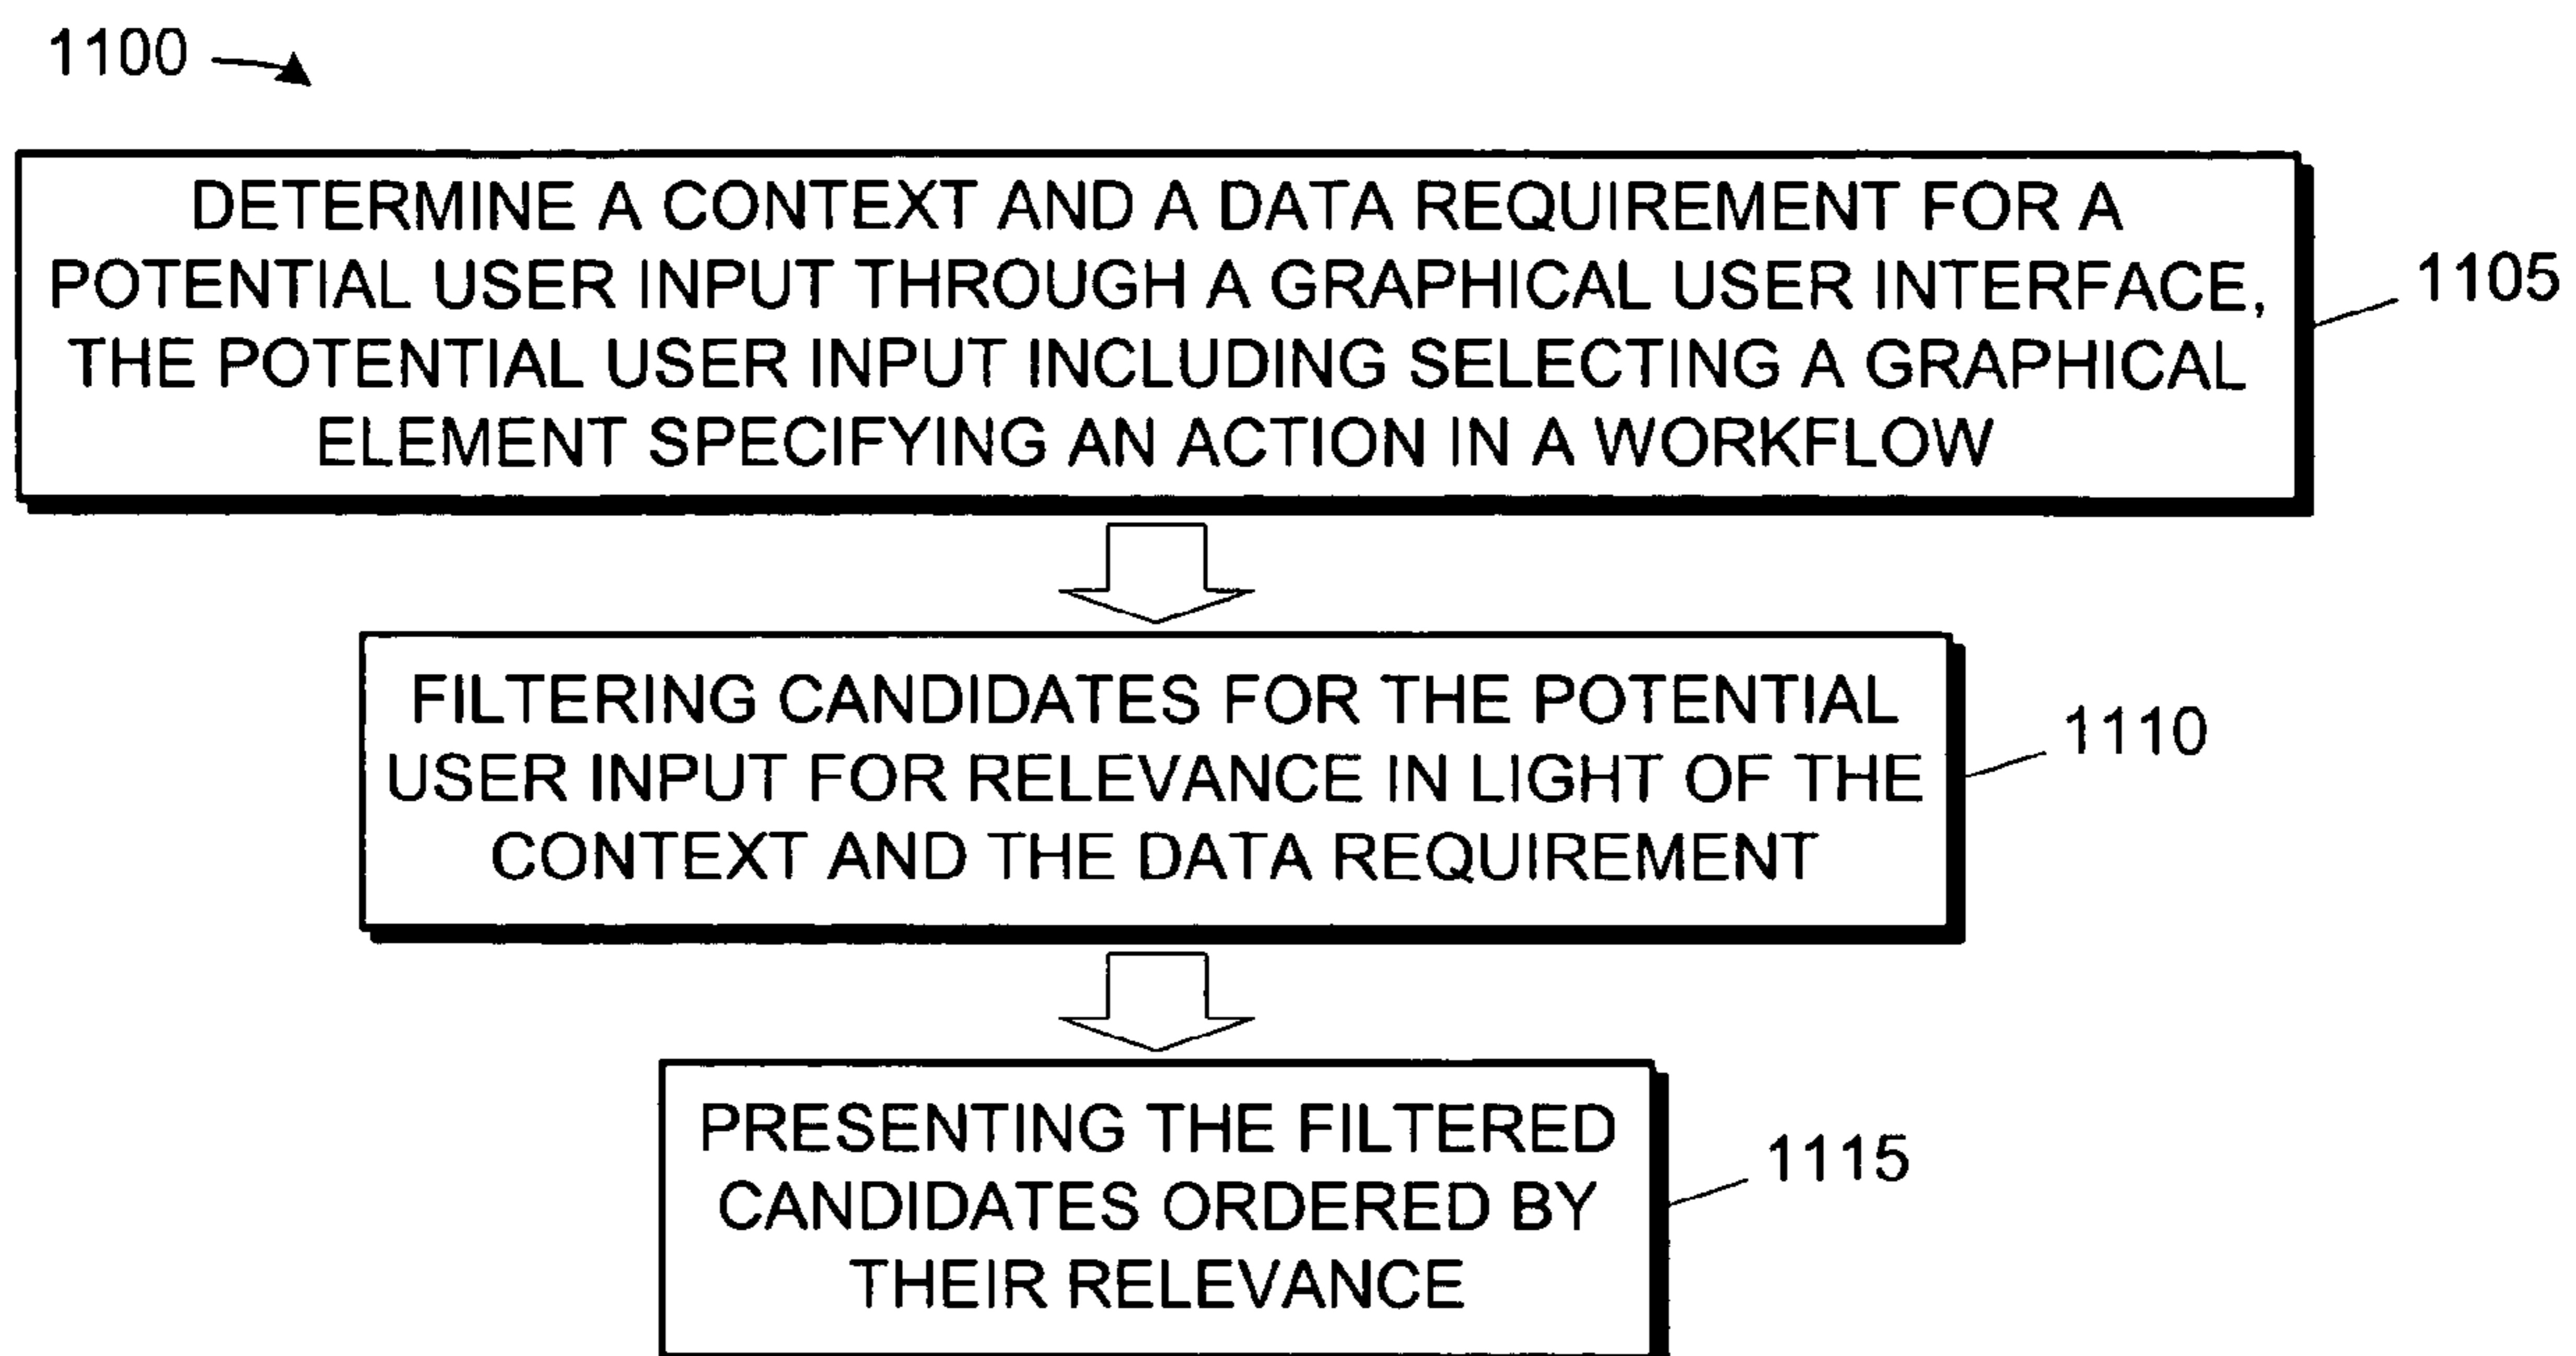 1100
DETERMINE A CONTEXT AND A DATA REQUIREMENT FOR A
POTENTIAL USER INPUT THROUGH A GRAPHICAL USER INTERFACE,
THE POTENTIAL USER INPUT INCLUDING SELECTING A GRAPHICAL
ELEMENT SPECIFYING AN ACTION IN A WORKFLOW
1105
FILTERING CANDIDATES FOR THE POTENTIAL
USER INPUT FOR RELEVANCE IN LIGHT OF THE
CONTEXT AND THE DATA REQUIREMENT
1110
PRESENTING THE FILTERED
CANDIDATES ORDERED BY
THEIR RELEVANCE
1115